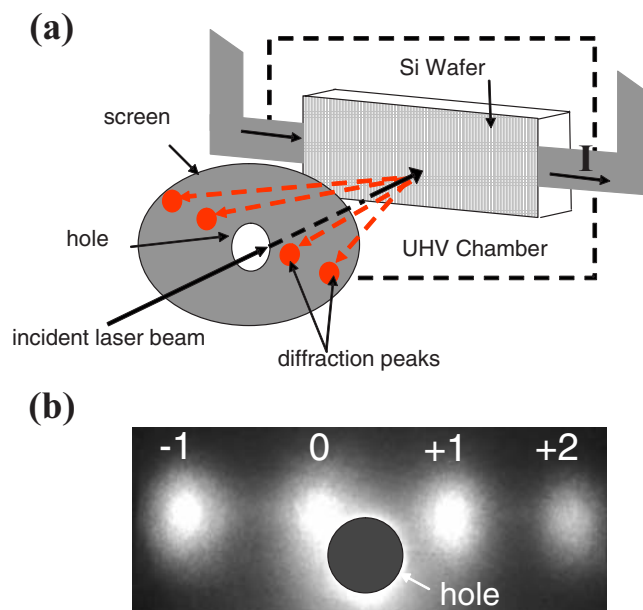 (a)
Si Wafer
screen
I
hole
UHV Chamber
incident laser beam
diffraction peaks
(b)
-1 0 +1 +2
hole